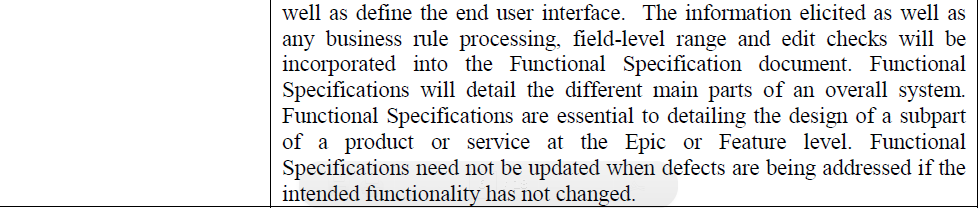 well as define the end user interface.  The information elicited as well as
any business rule processing, field-level range and edit checks will be
incorporated into the Functional Specification document. Functional
Specifications will detail the different main parts of an overall system.
Functional Specifications are essential to detailing the design of a subpart
of a product or service at the Epic or Feature level. Functional
Specifications need not be updated when defects are being addressed if the
intended functionality has not changed.